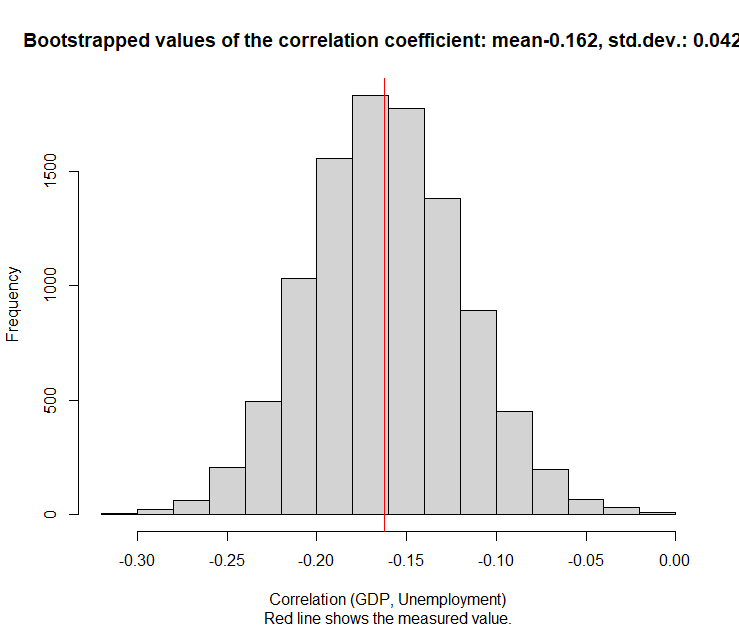 Bootstrapped values of the correlation coefficient: mean-0.162, std.dev.: 0.042
Frequency
1500
1000
500
0
-0.30 -0.25 -0.20 -0.15 -0.10 -0.05 0.00
Correlation (GDP, Unemployment)
Red line shows the measured value.